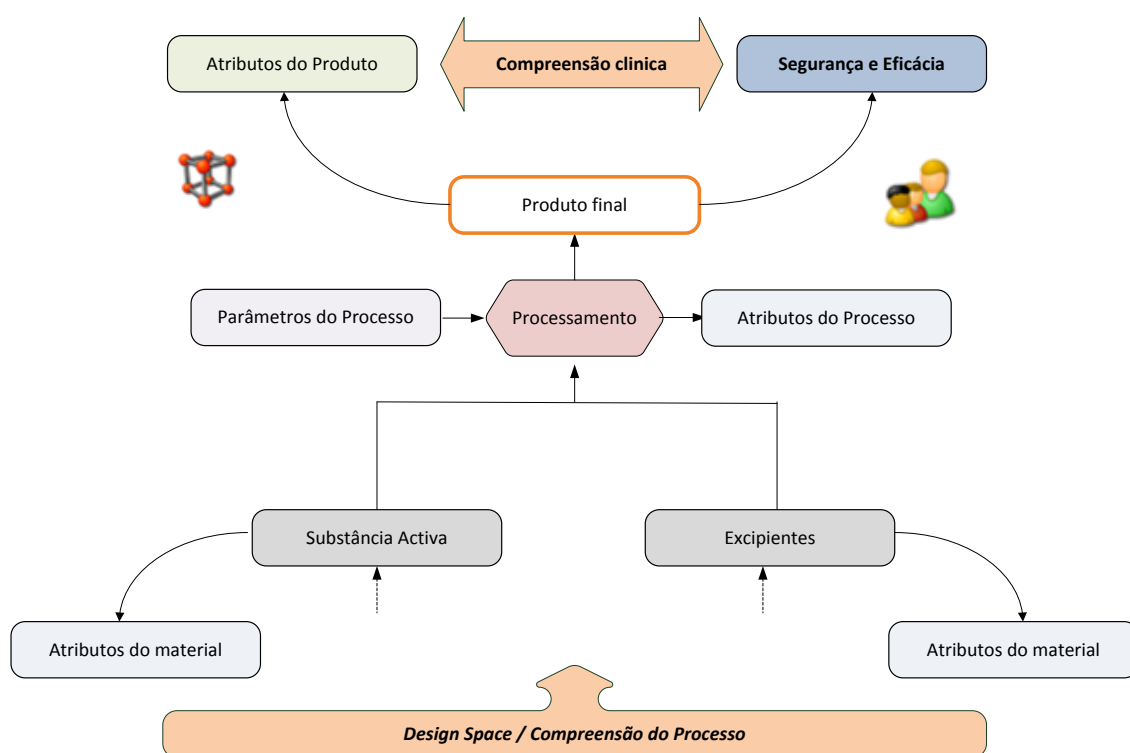 Atributos do Produto
Compreensão clinica
Segurança e Eficácia
Produto final
Parâmetros do Processo
Processamento
Atributos do Processo
Substância Activa
Excipientes
Atributos do material
Atributos do material
Design Space / Compreensão do Processo